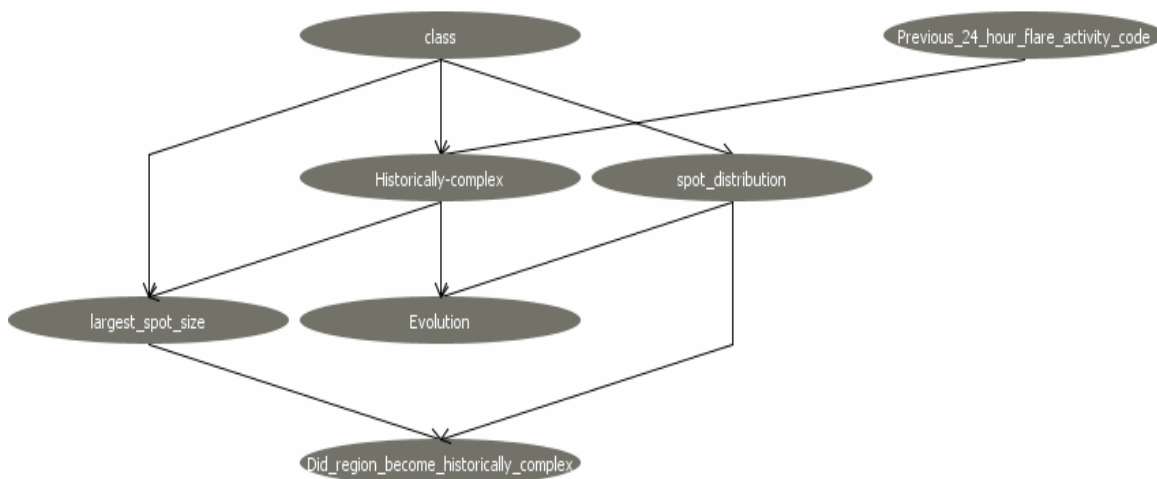 class
Previous_24_hour_flare_activity_code
Historically-complex
spot_distribution
largest_spot_size
Evolution
Did_region_become_historically_complex